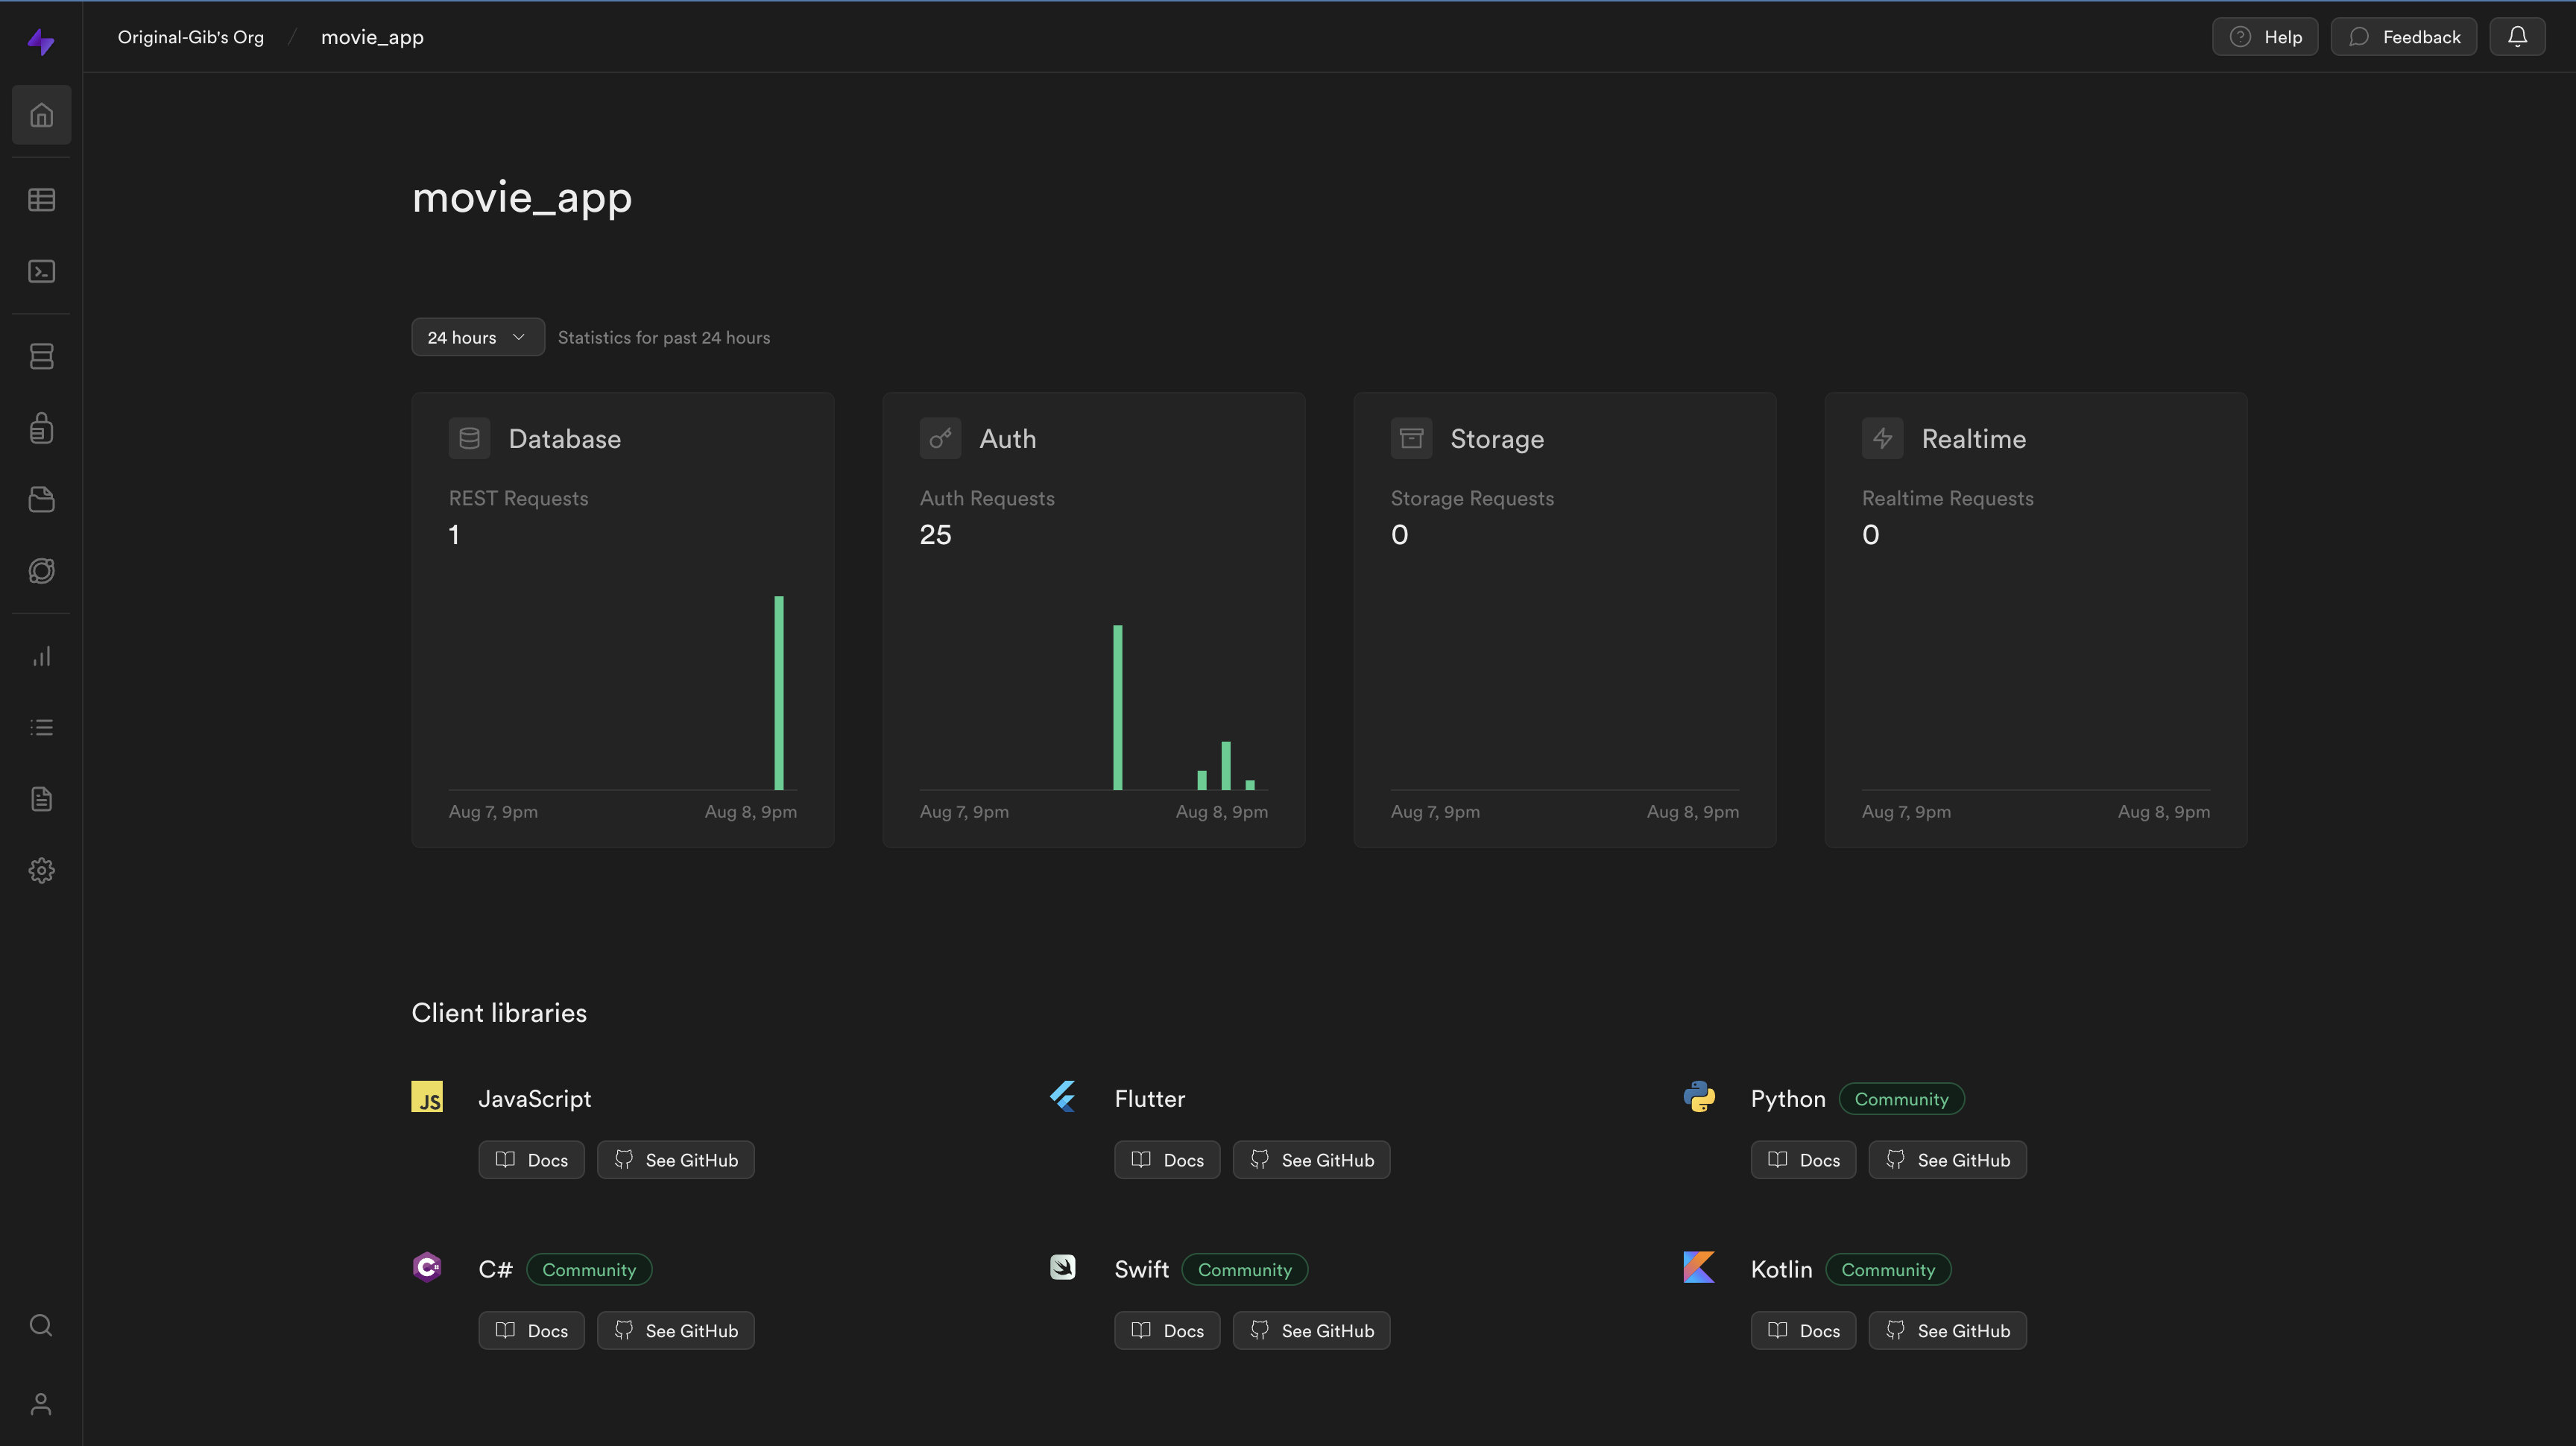 Original-Gib's Org / movie_app Help Feedback
movie_app
24 hours Statistics for past 24 hours
Database
REST Requests
1
Aug 7, 9pm Aug 8, 9pm
Auth
Auth Requests
25
Aug 7, 9pm Aug 8, 9pm
Storage
Storage Requests
0
Aug 7, 9pm Aug 8, 9pm
Realtime
Realtime Requests
0
Aug 7, 9pm Aug 8, 9pm
Client libraries
JS JavaScript
Docs See GitHub
Flutter
Docs See GitHub
Python Community
Docs See GitHub
C# C# Community
Docs See GitHub
Swift Community
Docs See GitHub
Kotlin Community
Docs See GitHub